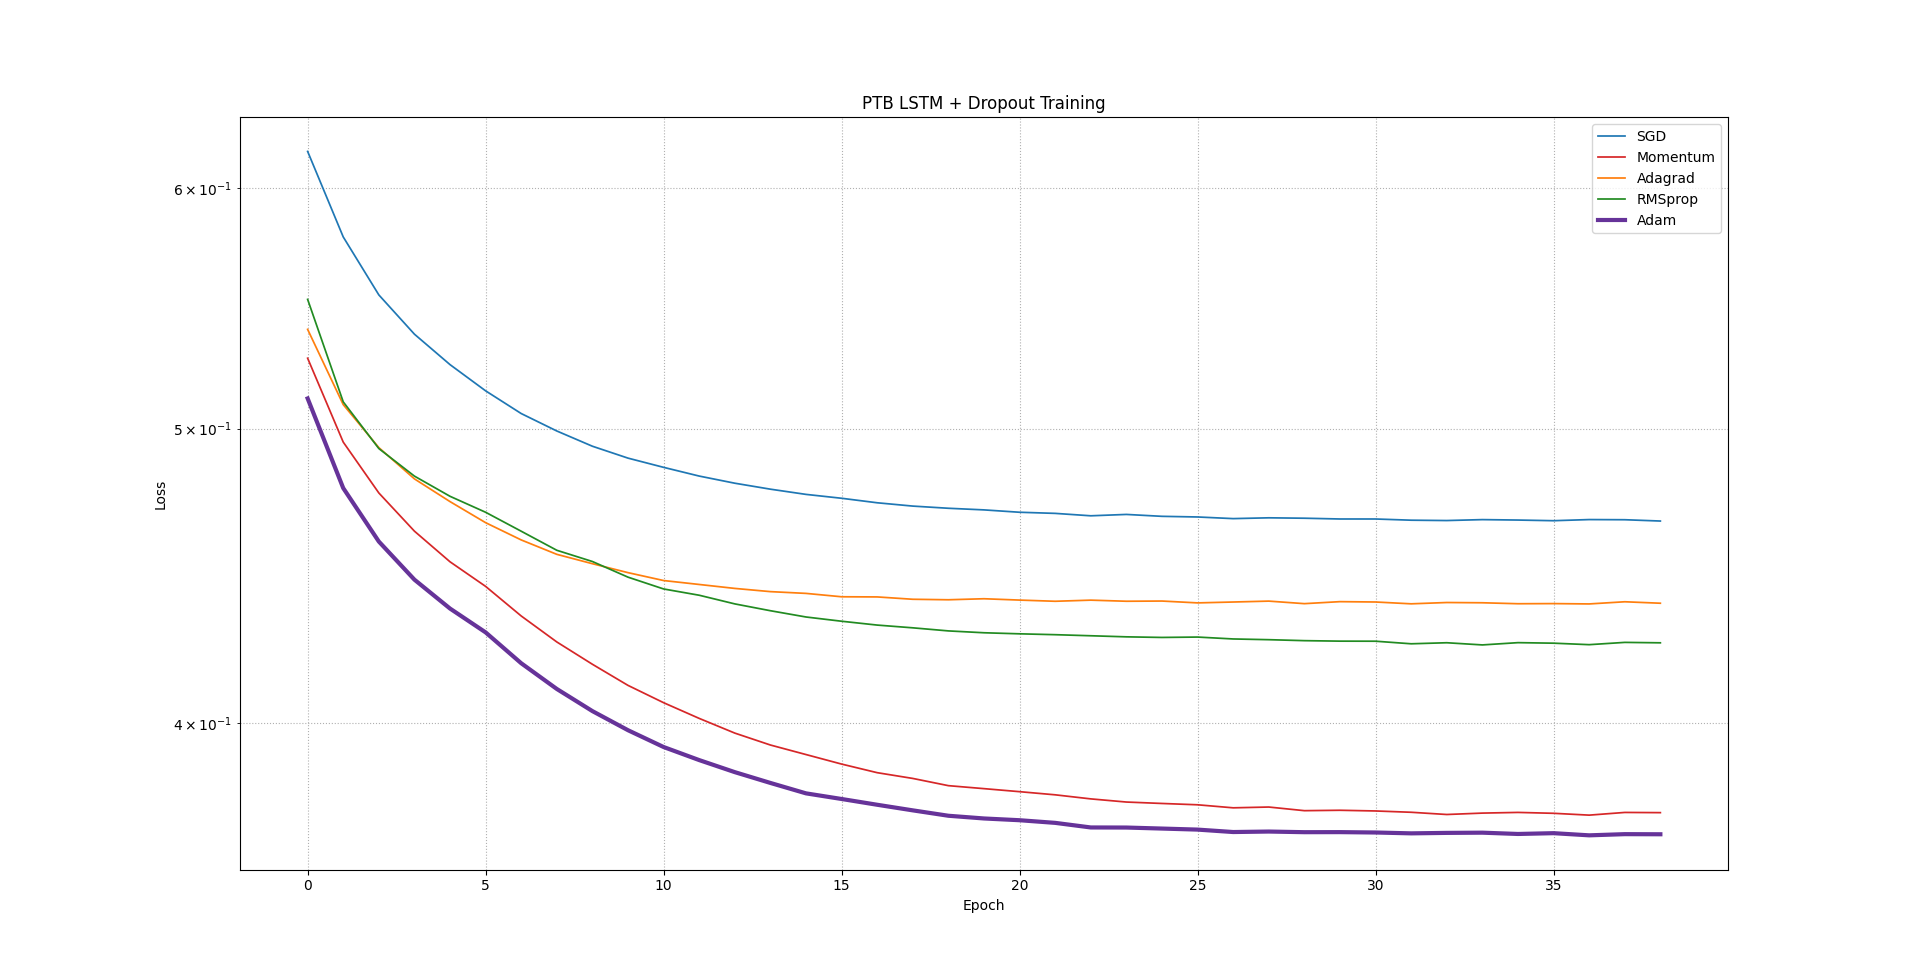 PTB LSTM + Dropout Training
SGD
Momentum
Adagrad
RMSprop
Adam
6 × 10⁻¹
5 × 10⁻¹
4 × 10⁻¹
Loss
0 5 10 15 20 25 30 35
Epoch